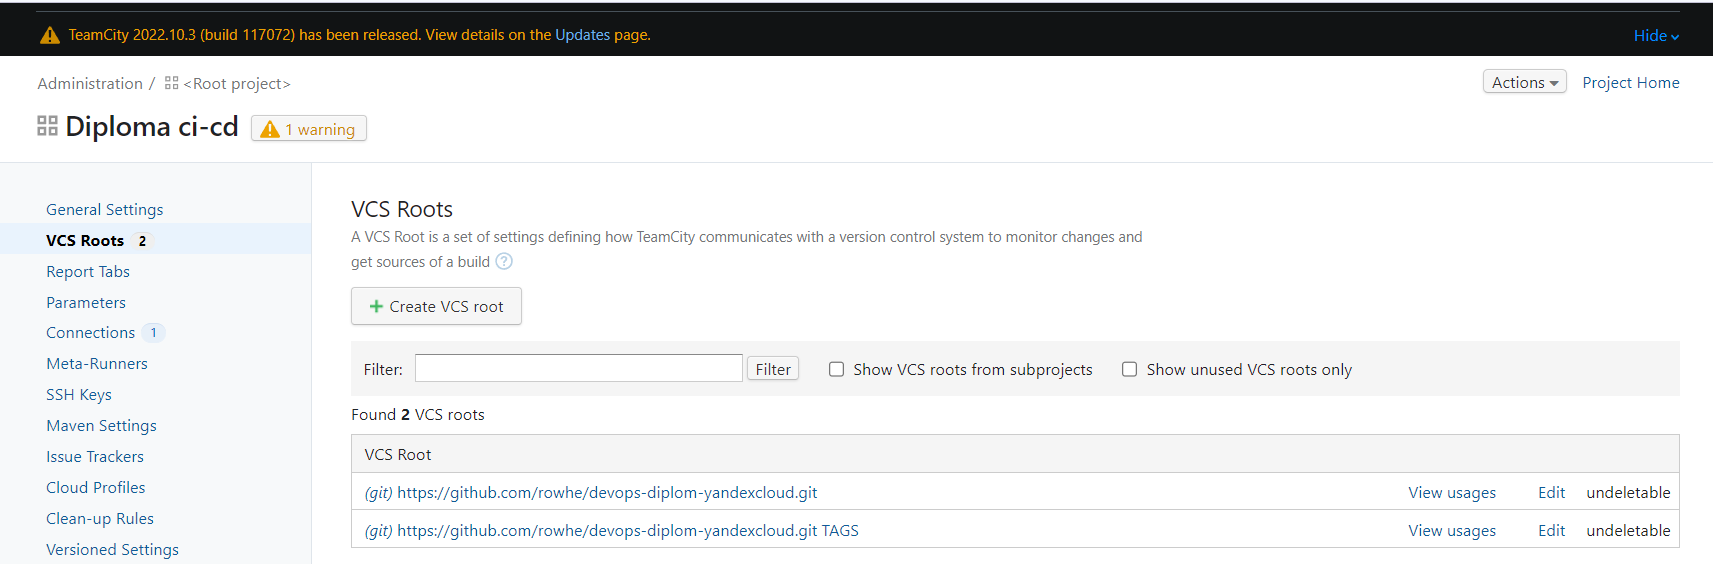 TeamCity 2022.10.3 (build 117072) has been released. View details on the Updates page.
Hide
Administration / <Root project>
Actions
Project Home
Diploma ci-cd
1 warning
General Settings
VCS Roots 2
Report Tabs
Parameters
Connections 1
Meta-Runners
SSH Keys
Maven Settings
Issue Trackers
Cloud Profiles
Clean-up Rules
Versioned Settings
VCS Roots
A VCS Root is a set of settings defining how TeamCity communicates with a version control system to monitor changes and
get sources of a build ?
+ Create VCS root
Filter:
Filter
Show VCS roots from subprojects
Show unused VCS roots only
Found 2 VCS roots
VCS Root
(git) https://github.com/rowhe/devops-diplom-yandexcloud.git View usages Edit undeletable
(git) https://github.com/rowhe/devops-diplom-yandexcloud.git TAGS View usages Edit undeletable